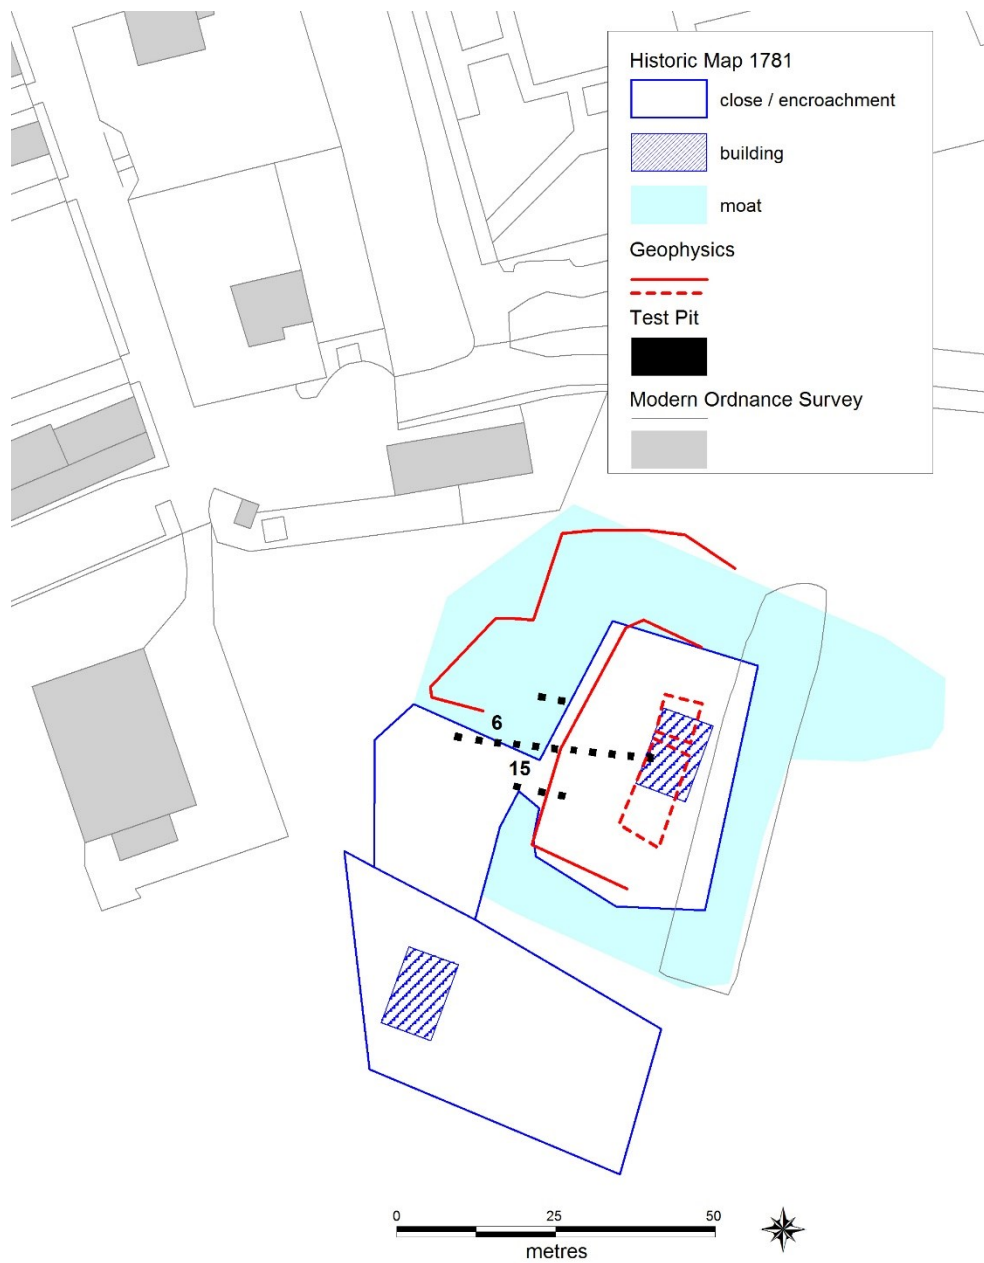 Historic Map 1781
close / encroachment
building
moat
Geophysics
Test Pit
Modern Ordnance Survey
6
15
0 25 50
metres